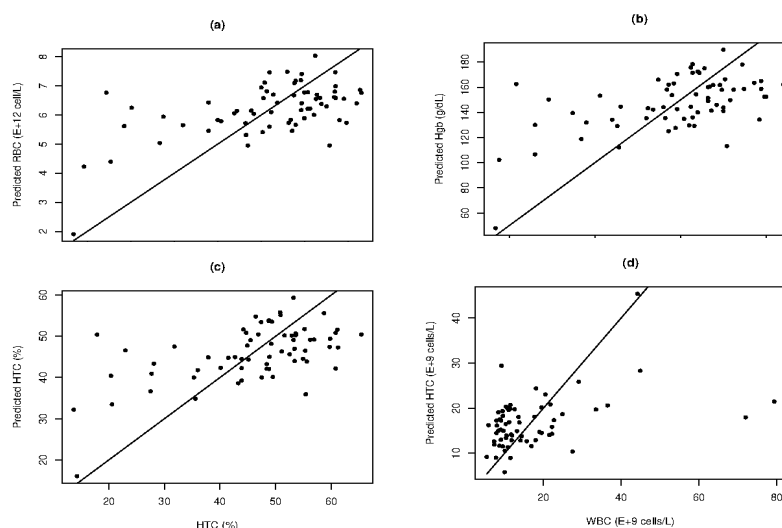 (a)
Predicted RBC (E+12 cell/L)
2 3 4 5 6 7 8
(b)
Predicted Hgb (g/dL)
60 80 100 120 140 160
(c)
Predicted HTC (%)
20 30 40 50 60
20 30 40 50 60
HTC (%)
(d)
Predicted HTC (E+9 cells/L)
10 20 30 40
20 40 60 80
WBC (E+9 cells/L)